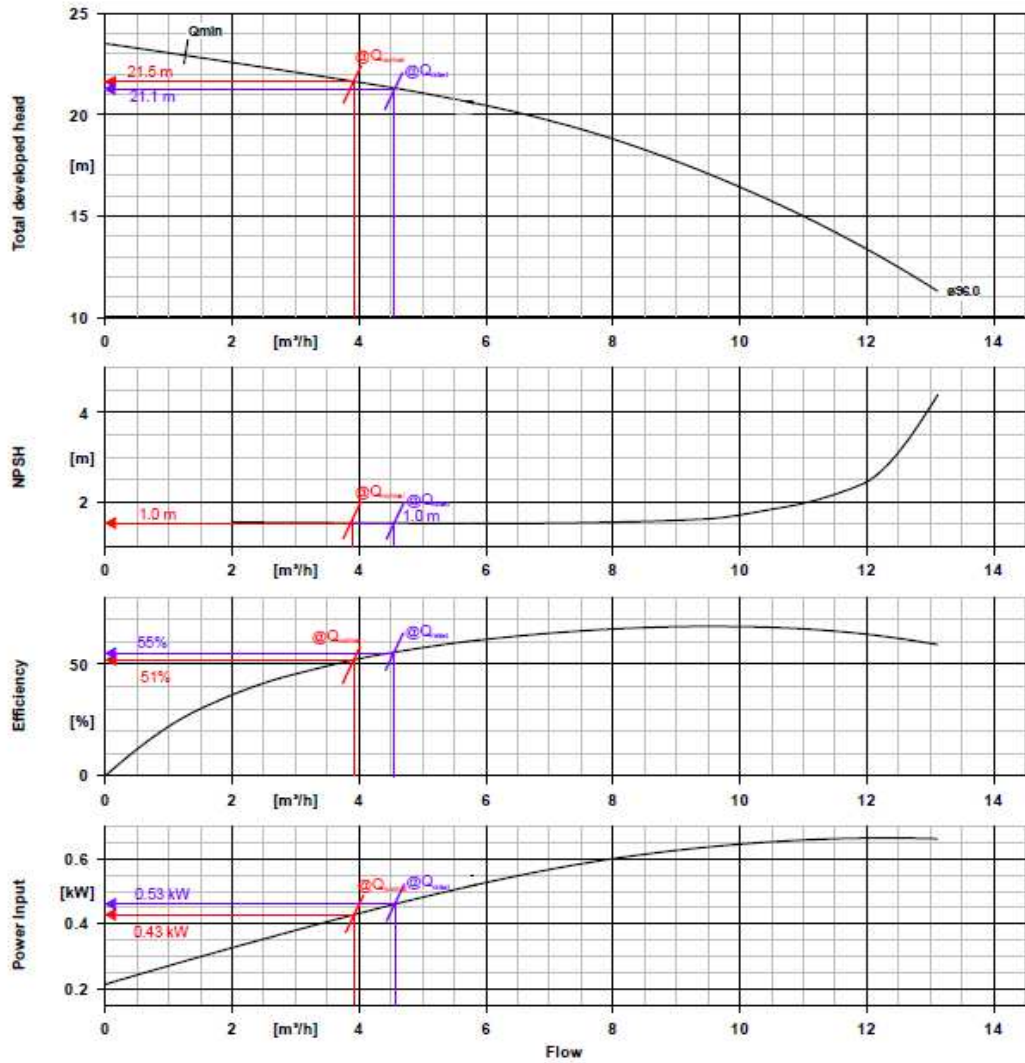 25
Qmin
@Q
21.5 m
@Q rated
21.1 m
20
Total developed head
[m]
15
ø96.0
10
0 2 [m³/h] 4 6 8 10 12 14
4
NPSH
[m]
@Q
2
@Q
1.0 m
1.0 m
0 2 [m³/h] 4 6 8 10 12 14
55%
@Q
@Q rated
50
51%
Efficiency
[%]
0
0 2 [m³/h] 4 6 8 10 12 14
0.6
[kW]
@Q
@Q rated
0.53 kW
0.4
0.43 kW
Power Input
0.2
0 2 [m³/h] 4 6 8 10 12 14
Flow